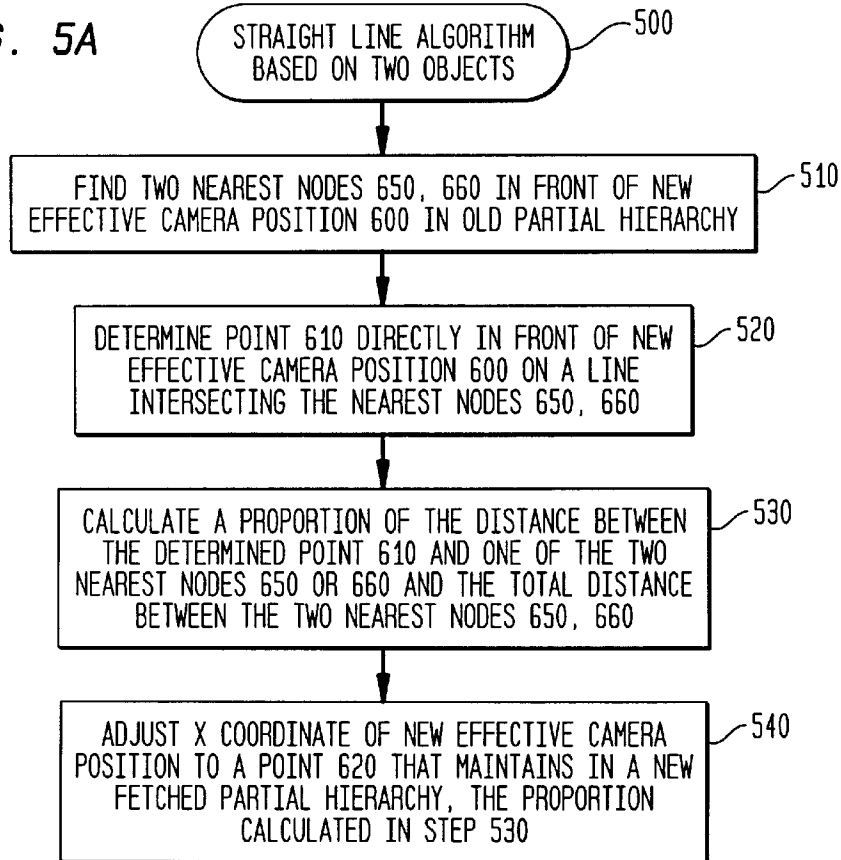 . 5A
500
STRAIGHT LINE ALGORITHM
BASED ON TWO OBJECTS
510
FIND TWO NEAREST NODES 650, 660 IN FRONT OF NEW
EFFECTIVE CAMERA POSITION 600 IN OLD PARTIAL HIERARCHY
520
DETERMINE POINT 610 DIRECTLY IN FRONT OF NEW
EFFECTIVE CAMERA POSITION 600 ON A LINE
INTERSECTING THE NEAREST NODES 650, 660
530
CALCULATE A PROPORTION OF THE DISTANCE BETWEEN
THE DETERMINED POINT 610 AND ONE OF THE TWO
NEAREST NODES 650 OR 660 AND THE TOTAL DISTANCE
BETWEEN THE TWO NEAREST NODES 650, 660
540
ADJUST X COORDINATE OF NEW EFFECTIVE CAMERA
POSITION TO A POINT 620 THAT MAINTAINS IN A NEW
FETCHED PARTIAL HIERARCHY, THE PROPORTION
CALCULATED IN STEP 530